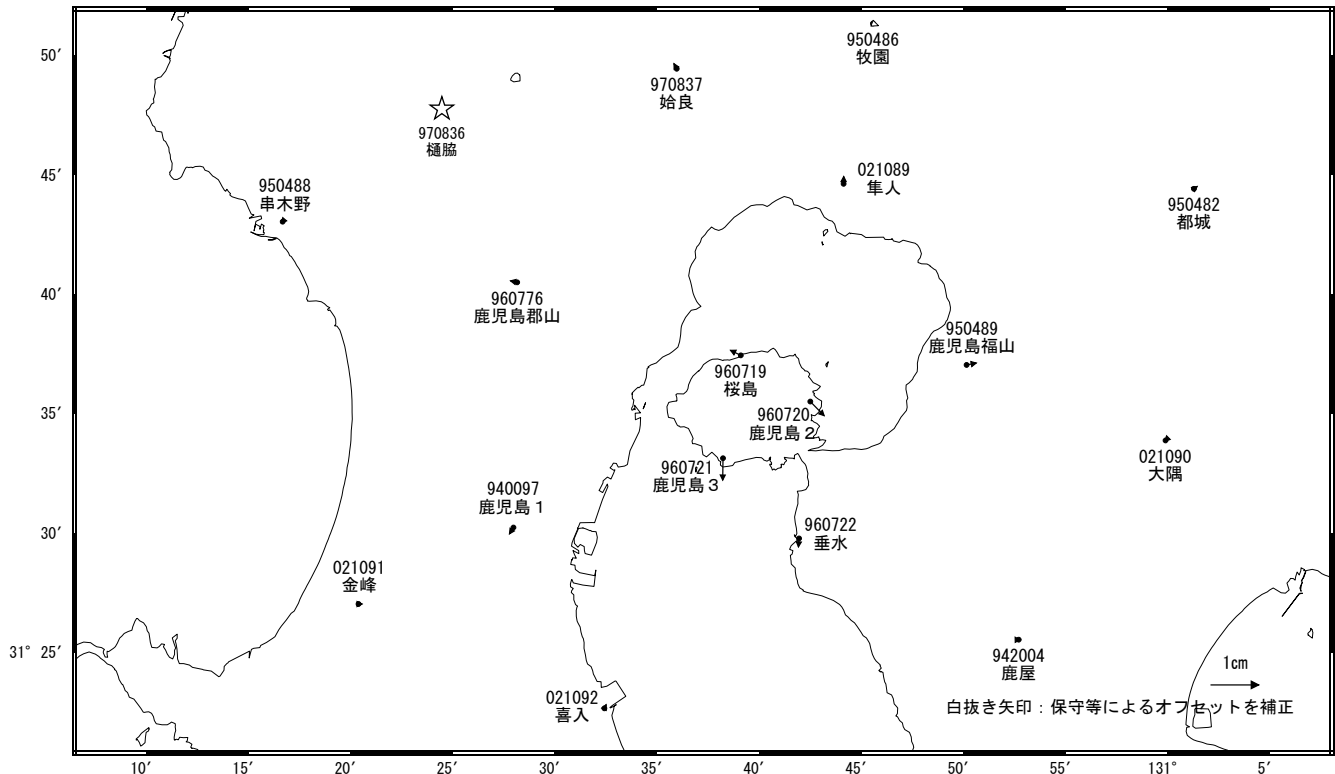 950486
牧園
50′
970837
姶良
970836
樋脇
45′
021089
隼人
950488
串木野
950482
都城
40′
960776
鹿児島郡山
950489
鹿児島福山
960719
桜島
35′
960720
鹿児島２
021090
大隅
960721
鹿児島３
940097
鹿児島１
30′
960722
垂水
021091
金峰
31° 25′
942004
鹿屋
1cm
021092
喜入
白抜き矢印：保守等によるオフセットを補正
10′ 15′ 20′ 25′ 30′ 35′ 40′ 45′ 50′ 55′ 131° 5′